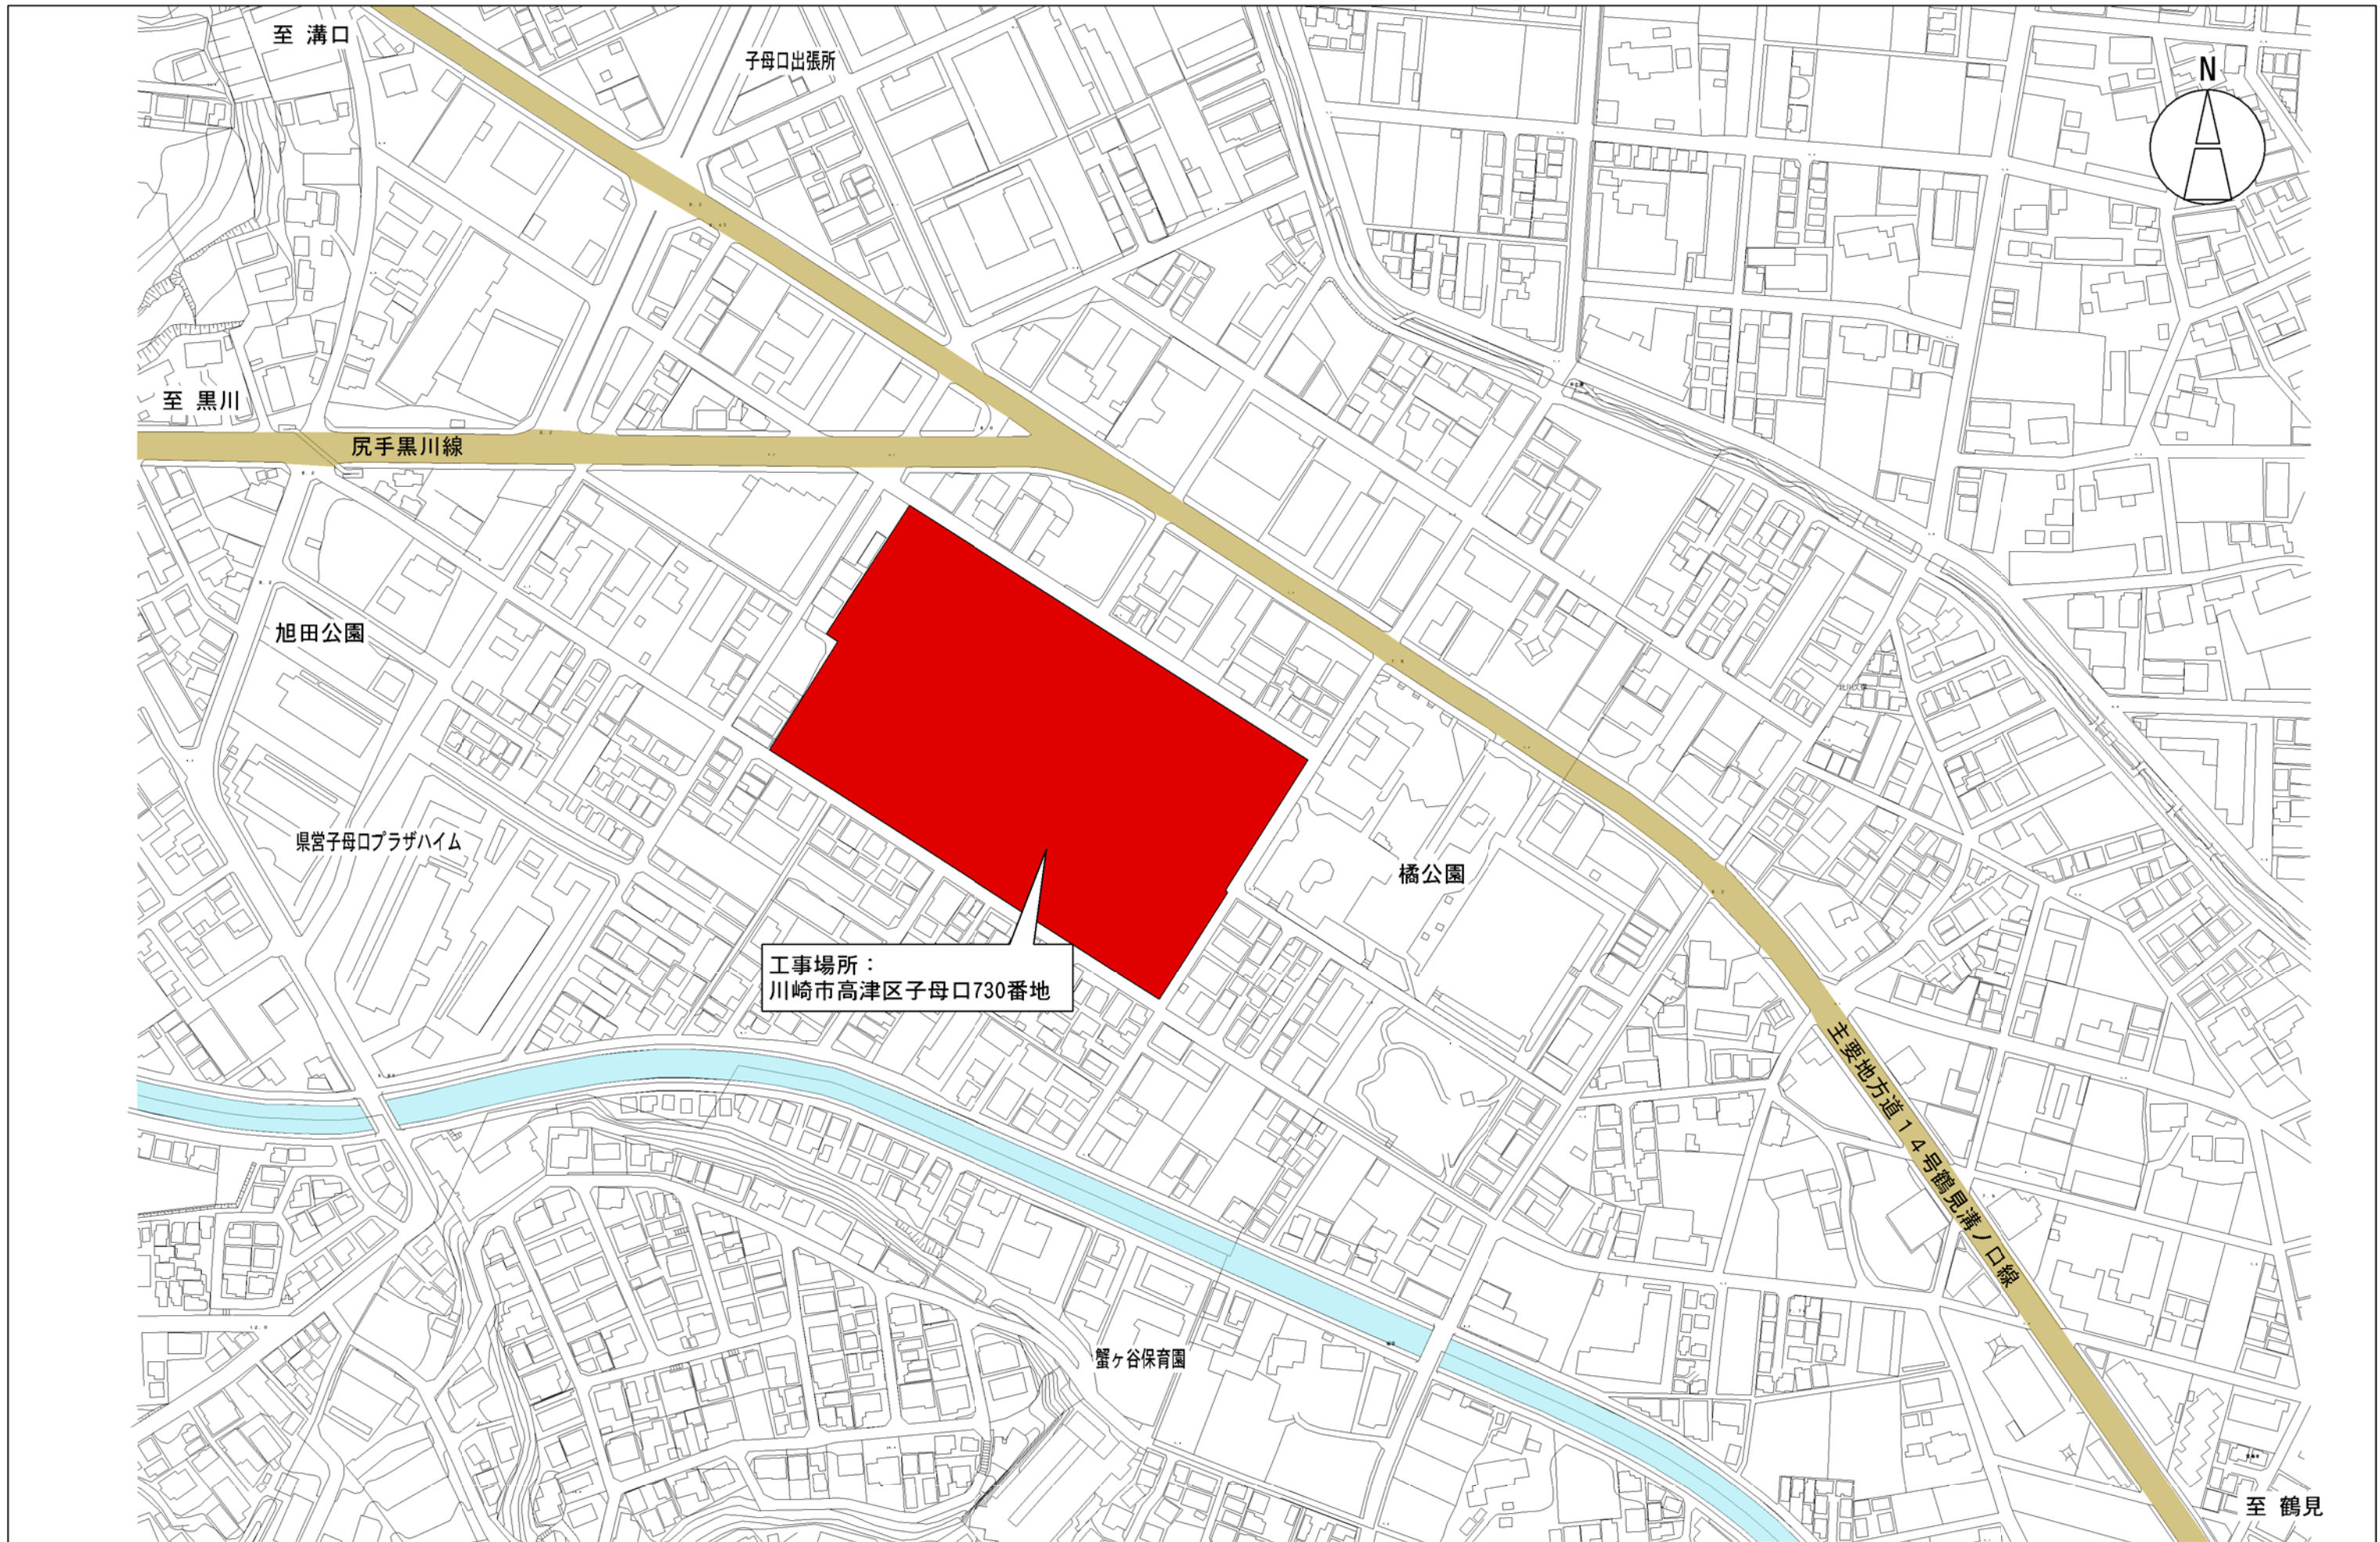 至 溝口
子母口出張所
N
至 黒川
尻手黒川線
旭田公園
県営子母口プラザハイム
橘公園
工事場所：
川崎市高津区子母口730番地
主要地方道14号鶴見溝ノ口線
蟹ヶ谷保育園
至 鶴見